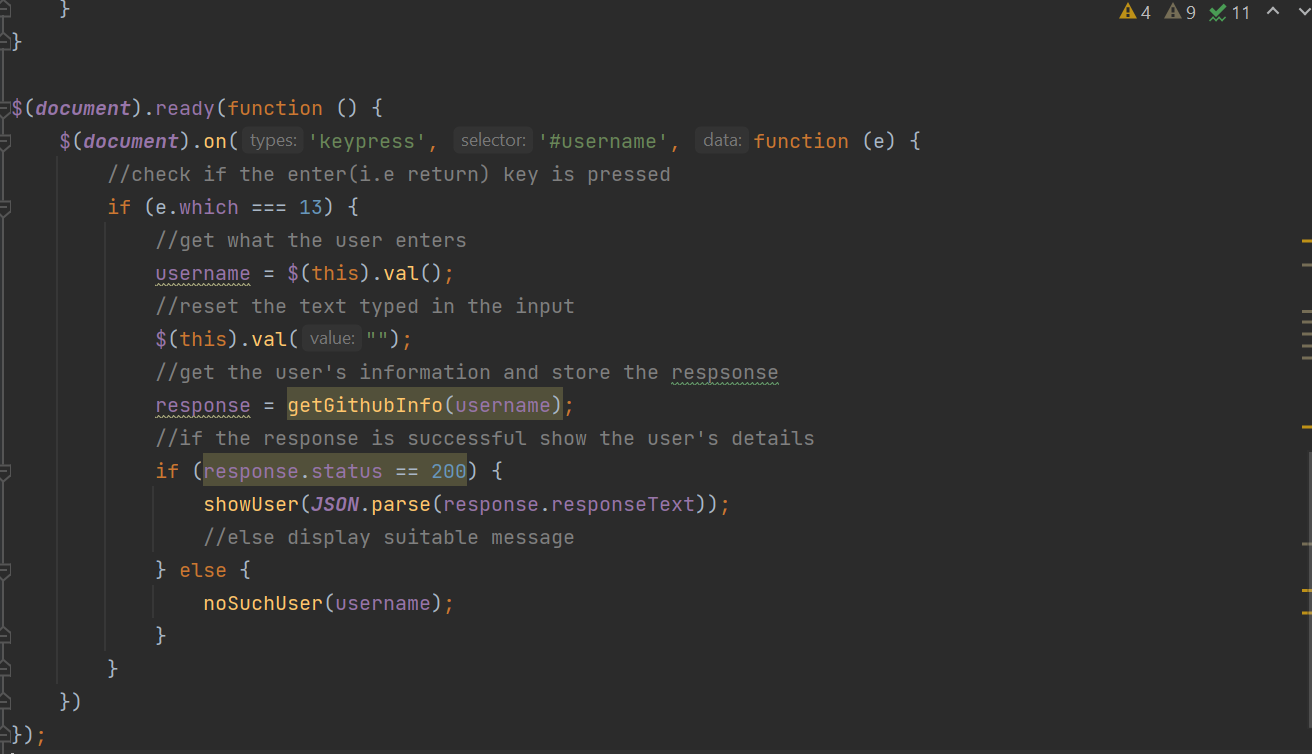 }
4 9 11
}
$(document).ready(function () {
$(document).on( types: 'keypress', selector: '#username', data: function (e) {
//check if the enter(i.e return) key is pressed
if (e.which === 13) {
//get what the user enters
username = $(this).val();
//reset the text typed in the input
$(this).val( value: "");
//get the user's information and store the respsonse
response = getGithubInfo(username);
//if the response is successful show the user's details
if (response.status == 200) {
showUser(JSON.parse(response.responseText));
//else display suitable message
} else {
noSuchUser(username);
}
}
})
});